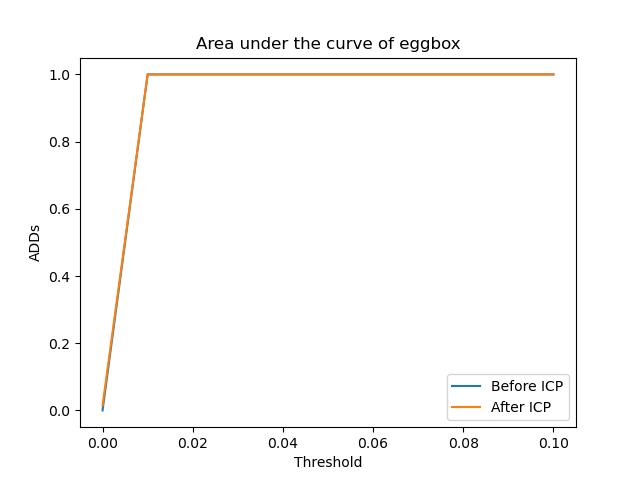 Area under the curve of eggbox
ADDs
1.0
0.8
0.6
0.4
0.2
0.0
0.00 0.02 0.04 0.06 0.08 0.10
Threshold
Before ICP
After ICP